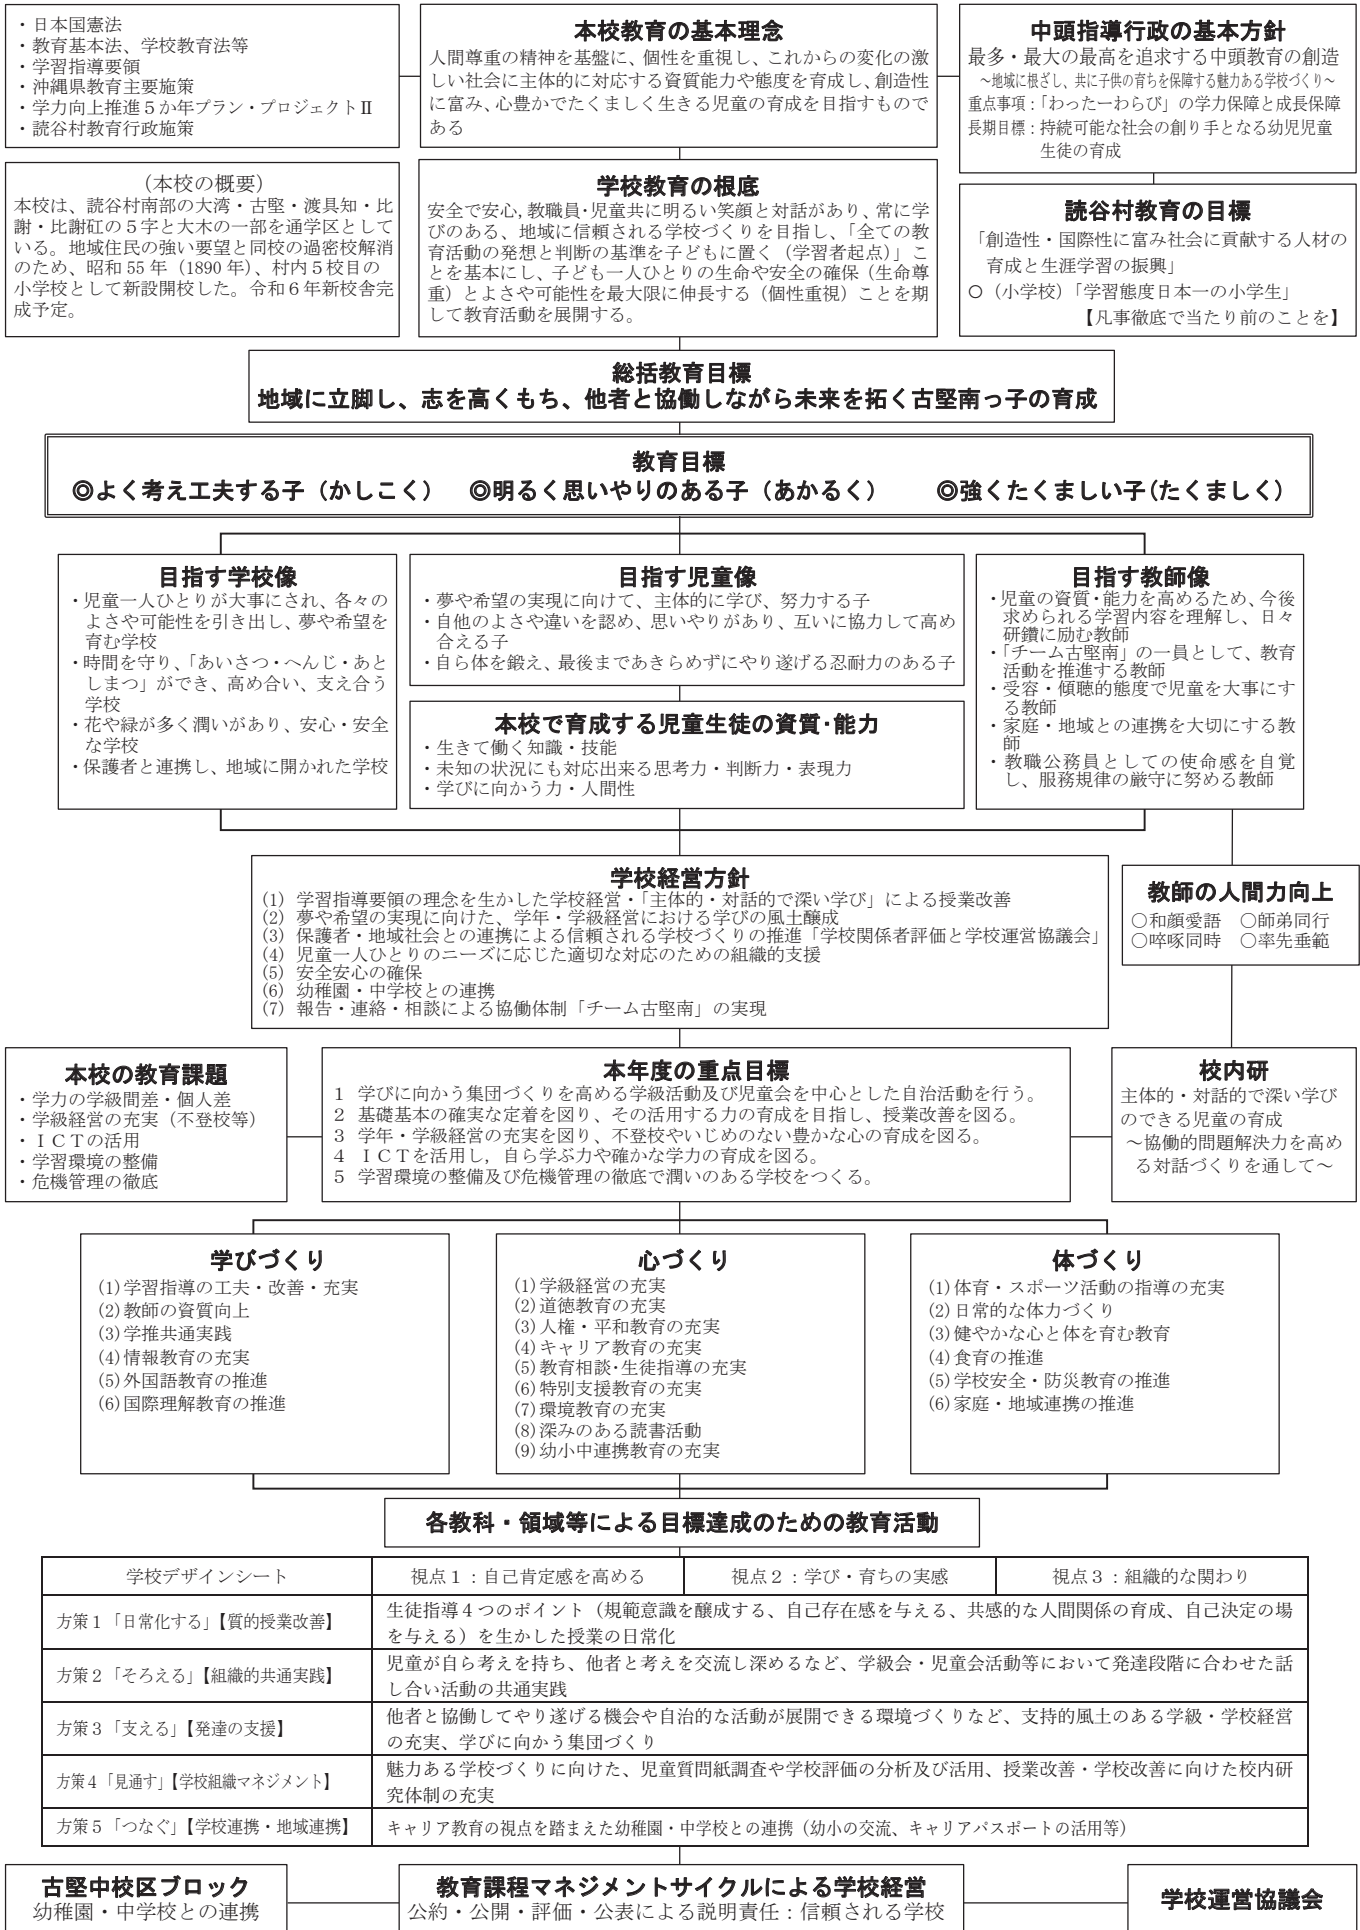 ・日本国憲法
・教育基本法、学校教育法等
・学習指導要領
・沖縄県教育主要施策
・学力向上推進５か年プラン・プロジェクトⅡ
・読谷村教育行政施策
本校教育の基本理念
人間尊重の精神を基盤に、個性を重視し、これからの変化の激
しい社会に主体的に対応する資質能力や態度を育成し、創造性
に富み、心豊かでたくましく生きる児童の育成を目指すもので
ある
中頭指導行政の基本方針
最多・最大の最高を追求する中頭教育の創造
～地域に根ざし、共に子供の育ちを保障する魅力ある学校づくり～
重点事項：「わったーわらび」の学力保障と成長保障
長期目標：持続可能な社会の創り手となる幼児児童
生徒の育成
（本校の概要）
本校は、読谷村南部の大湾・古堅・渡具知・比
謝・比謝矼の５字と大木の一部を通学区として
いる。地域住民の強い要望と同校の過密校解消
のため、昭和 55 年（1890 年）、村内５校目の
小学校として新設開校した。令和６年新校舎完
成予定。
学校教育の根底
安全で安心,教職員・児童共に明るい笑顔と対話があり、常に学
びのある、地域に信頼される学校づくりを目指し、「全ての教
育活動の発想と判断の基準を子どもに置く（学習者起点）」こ
とを基本にし、子ども一人ひとりの生命や安全の確保（生命尊
重）とよさや可能性を最大限に伸長する（個性重視）ことを期
して教育活動を展開する。
読谷村教育の目標
「創造性・国際性に富み社会に貢献する人材の
育成と生涯学習の振興」
○（小学校）「学習態度日本一の小学生」
【凡事徹底で当たり前のことを】
総括教育目標
地域に立脚し、志を高くもち、他者と協働しながら未来を拓く古堅南っ子の育成
教育目標
◎よく考え工夫する子（かしこく） ◎明るく思いやりのある子（あかるく） ◎強くたくましい子（たくましく）
目指す学校像
・児童一人ひとりが大事にされ、各々の
よさや可能性を引き出し、夢や希望を
育む学校
・時間を守り、「あいさつ・へんじ・あと
しまつ」ができ、高め合い、支え合う
学校
・花や緑が多く潤いがあり、安心・安全
な学校
・保護者と連携し、地域に開かれた学校
目指す児童像
・夢や希望の実現に向けて、主体的に学び、努力する子
・自他のよさや違いを認め、思いやりがあり、互いに協力して高め
合える子
・自ら体を鍛え、最後まであきらめずにやり遂げる忍耐力のある子
本校で育成する児童生徒の資質・能力
・生きて働く知識・技能
・未知の状況にも対応出来る思考力・判断力・表現力
・学びに向かう力・人間性
目指す教師像
・児童の資質・能力を高めるため、今後
求められる学習内容を理解し、日々
研鑽に励む教師
・「チーム古堅南」の一員として、教育
活動を推進する教師
・受容・傾聴的態度で児童を大事にす
る教師
・家庭・地域との連携を大切にする教
師
・教職公務員としての使命感を自覚
し、服務規律の厳守に努める教師
学校経営方針
(1) 学習指導要領の理念を生かした学校経営・「主体的・対話的で深い学び」による授業改善
(2) 夢や希望の実現に向けた、学年・学級経営における学びの風土醸成
(3) 保護者・地域社会との連携による信頼される学校づくりの推進「学校関係者評価と学校運営協議会」
(4) 児童一人ひとりのニーズに応じた適切な対応のための組織的支援
(5) 安全安心の確保
(6) 幼稚園・中学校との連携
(7) 報告・連絡・相談による協働体制「チーム古堅南」の実現
教師の人間力向上
○和顔愛語 ○師弟同行
○啐啄同時 ○率先垂範
本校の教育課題
・学力の学級間差・個人差
・学級経営の充実（不登校等）
・ＩＣＴの活用
・学習環境の整備
・危機管理の徹底
本年度の重点目標
１ 学びに向かう集団づくりを高める学級活動及び児童会を中心とした自治活動を行う。
２ 基礎基本の確実な定着を図り、その活用する力の育成を目指し、授業改善を図る。
３ 学年・学級経営の充実を図り、不登校やいじめのない豊かな心の育成を図る。
４ ＩＣＴを活用し，自ら学ぶ力や確かな学力の育成を図る。
５ 学習環境の整備及び危機管理の徹底で潤いのある学校をつくる。
校内研
主体的・対話的で深い学び
のできる児童の育成
～協働的問題解決力を高め
る対話づくりを通して～
学びづくり
(1)学習指導の工夫・改善・充実
(2)教師の資質向上
(3)学推共通実践
(4)情報教育の充実
(5)外国語教育の推進
(6)国際理解教育の推進
心づくり
(1)学級経営の充実
(2)道徳教育の充実
(3)人権・平和教育の充実
(4)キャリア教育の充実
(5)教育相談・生徒指導の充実
(6)特別支援教育の充実
(7)環境教育の充実
(8)深みのある読書活動
(9)幼小中連携教育の充実
体づくり
(1)体育・スポーツ活動の指導の充実
(2)日常的な体力づくり
(3)健やかな心と体を育む教育
(4)食育の推進
(5)学校安全・防災教育の推進
(6)家庭・地域連携の推進
各教科・領域等による目標達成のための教育活動
学校デザインシート 視点１：自己肯定感を高める 視点２：学び・育ちの実感 視点３：組織的な関わり
方策１「日常化する」【質的授業改善】
生徒指導４つのポイント（規範意識を醸成する、自己存在感を与える、共感的な人間関係の育成、自己決定の場
を与える）を生かした授業の日常化
方策２「そろえる」【組織的共通実践】
児童が自ら考えを持ち、他者と考えを交流し深めるなど、学級会・児童会活動等において発達段階に合わせた話
し合い活動の共通実践
方策３「支える」【発達の支援】
他者と協働してやり遂げる機会や自治的な活動が展開できる環境づくりなど、支持的風土のある学級・学校経営
の充実、学びに向かう集団づくり
方策４「見通す」【学校組織マネジメント】
魅力ある学校づくりに向けた、児童質問紙調査や学校評価の分析及び活用、授業改善・学校改善に向けた校内研
究体制の充実
方策５「つなぐ」【学校連携・地域連携】
キャリア教育の視点を踏まえた幼稚園・中学校との連携（幼小の交流、キャリアパスポートの活用等）
古堅中校区ブロック
幼稚園・中学校との連携
教育課程マネジメントサイクルによる学校経営
公約・公開・評価・公表による説明責任：信頼される学校
学校運営協議会